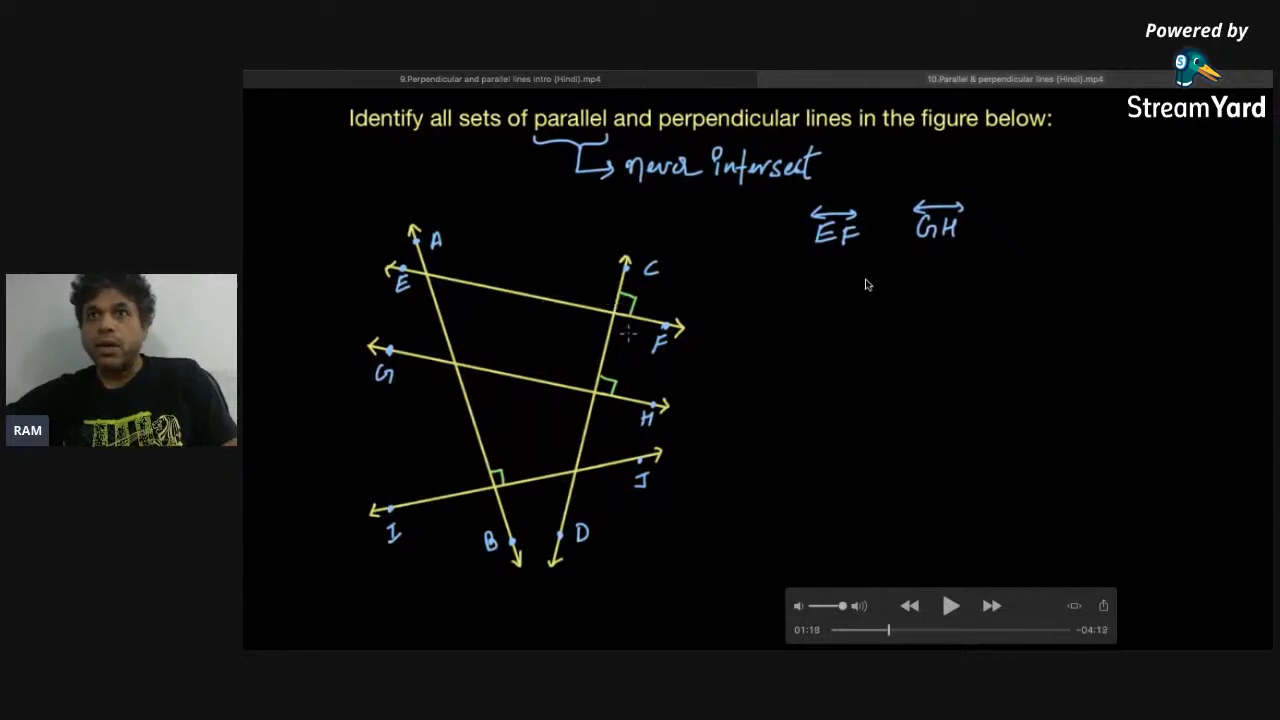 Powered by
StreamYard
9.Perpendicular and parallel lines intro (Hindi).mp4
10.Parallel & perpendicular lines (Hindi).mp4
Identify all sets of parallel and perpendicular lines in the figure below:
never intersect
EF GH
A
C
E
F
G
H
RAM
J
I
B
D
01:18
-04:19